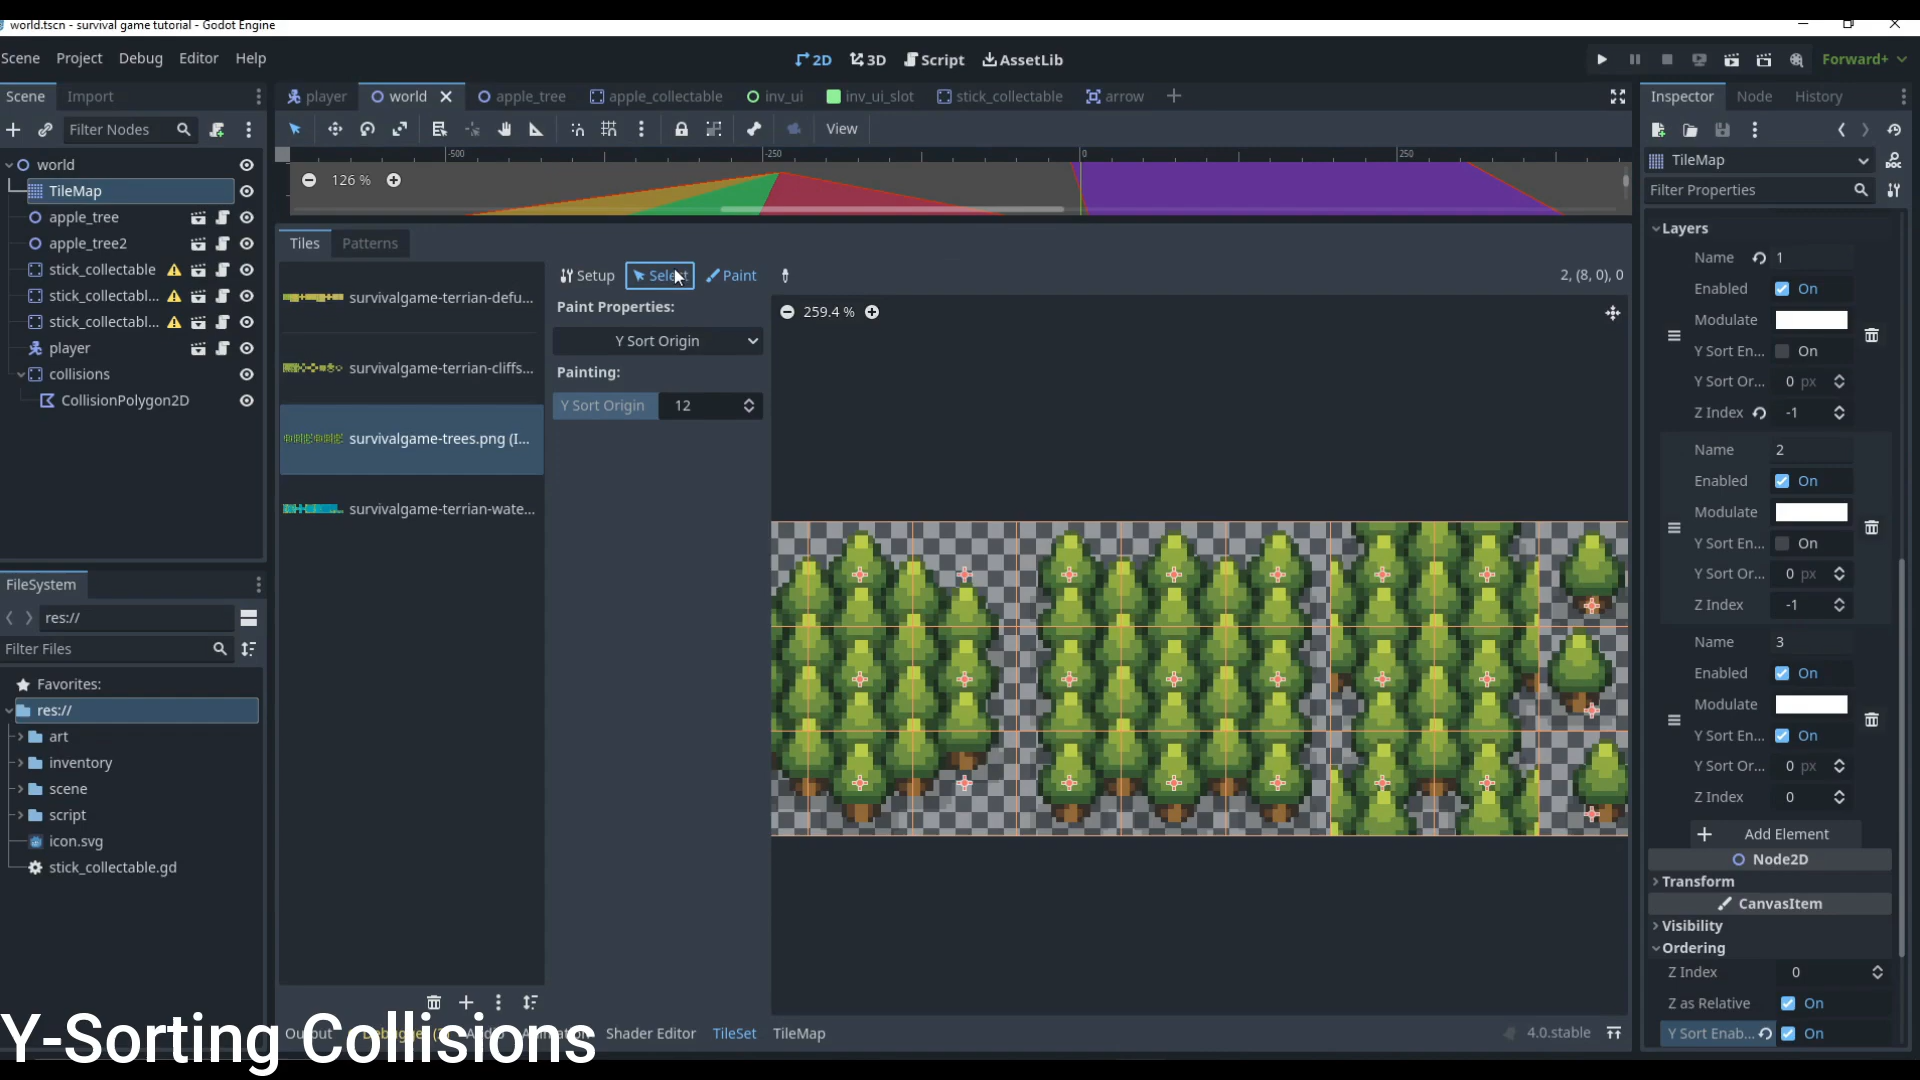 world.tscn - survival game tutorial - Godot Engine
Scene Project Debug Editor Help
2D 3D Script AssetLib
Forward+
Scene Import
player world apple_tree apple_collectable inv_ui inv_ui_slot stick_collectable arrow
Inspector Node History
Filter Nodes
View
world
TileMap
apple_tree
apple_tree2
stick_collectable
stick_collectabl...
stick_collectabl...
player
collisions
CollisionPolygon2D
-500 -250 0 250
126 %
Tiles Patterns
survivalgame-terrian-defu...
survivalgame-terrian-cliffs...
survivalgame-trees.png (I...
survivalgame-terrian-wate...
Setup Select Paint
2, (8, 0), 0
Paint Properties:
Y Sort Origin
Painting:
Y Sort Origin 12
259.4 %
TileMap
Filter Properties
Layers
Name 1
Enabled On
Modulate
Y Sort En... On
Y Sort Or... 0 px
Z Index -1
Name 2
Enabled On
Modulate
Y Sort En... On
Y Sort Or... 0 px
Z Index -1
Name 3
Enabled On
Modulate
Y Sort En... On
Y Sort Or... 0 px
Z Index 0
Add Element
Node2D
Transform
CanvasItem
Visibility
Ordering
Z Index 0
Z as Relative On
Y Sort Enab... On
FileSystem
res://
Filter Files
Favorites:
res://
art
inventory
scene
script
icon.svg
stick_collectable.gd
Shader Editor TileSet TileMap
4.0.stable
Y-Sorting Collisions